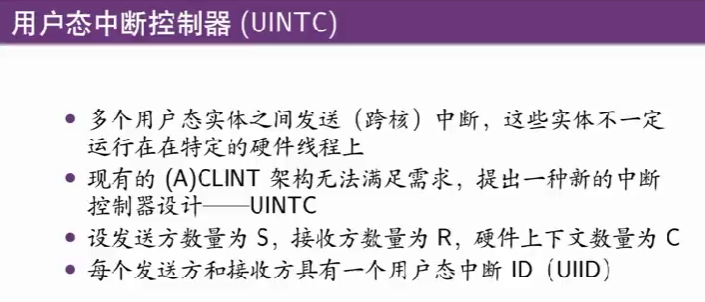 用户态中断控制器 (UINTC)
• 多个用户态实体之间发送（跨核）中断，这些实体不一定
运行在在特定的硬件线程上
• 现有的 (A)CLINT 架构无法满足需求，提出一种新的中断
控制器设计——UINTC
• 设发送方数量为 S，接收方数量为 R，硬件上下文数量为 C
• 每个发送方和接收方具有一个用户态中断 ID（UIID）